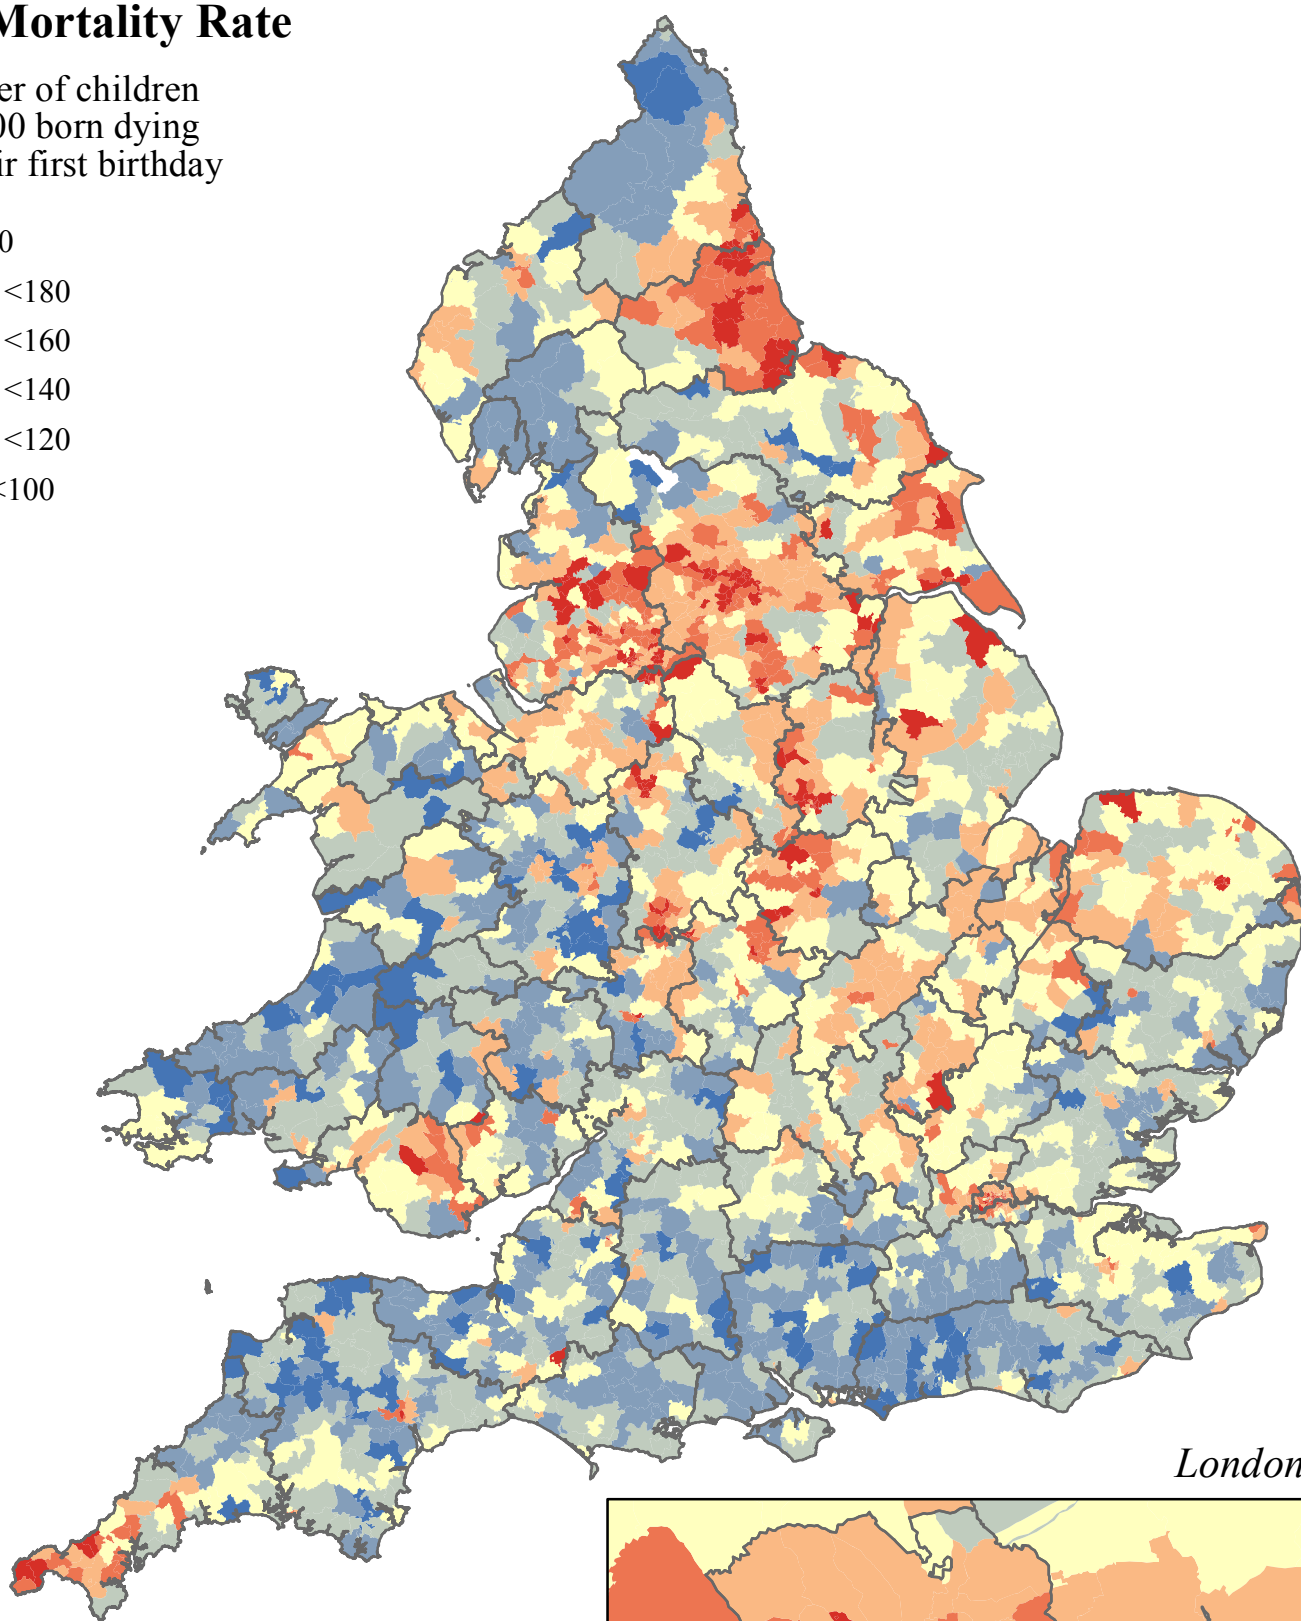 Mortality Rate
er of children
00 born dying
ir first birthday
0
<180
<160
<140
<120
<100
London